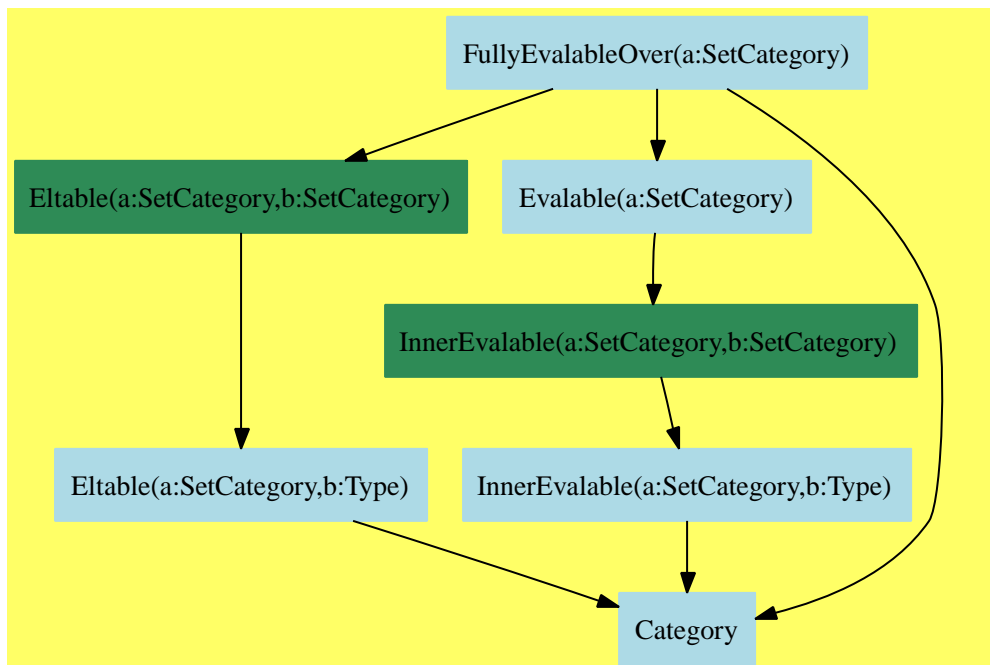 FullyEvalableOver(a:SetCategory)
Eltable(a:SetCategory,b:SetCategory)
Evalable(a:SetCategory)
InnerEvalable(a:SetCategory,b:SetCategory)
Eltable(a:SetCategory,b:Type)
InnerEvalable(a:SetCategory,b:Type)
Category